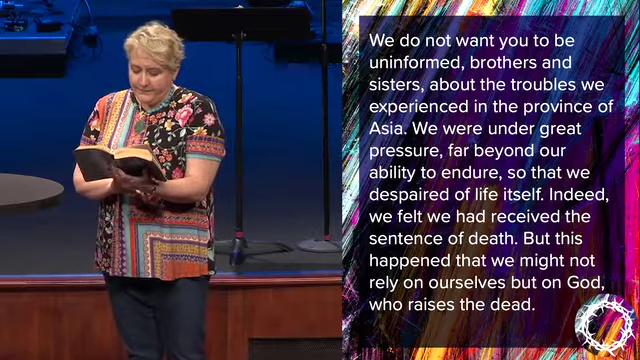 We do not want you to be
uninformed, brothers and
sisters, about the troubles we
experienced in the province of
Asia. We were under great
pressure, far beyond our
ability to endure, so that we
despaired of life itself. Indeed,
we felt we had received the
sentence of death. But this
happened that we might not
rely on ourselves but on God,
who raises the dead.